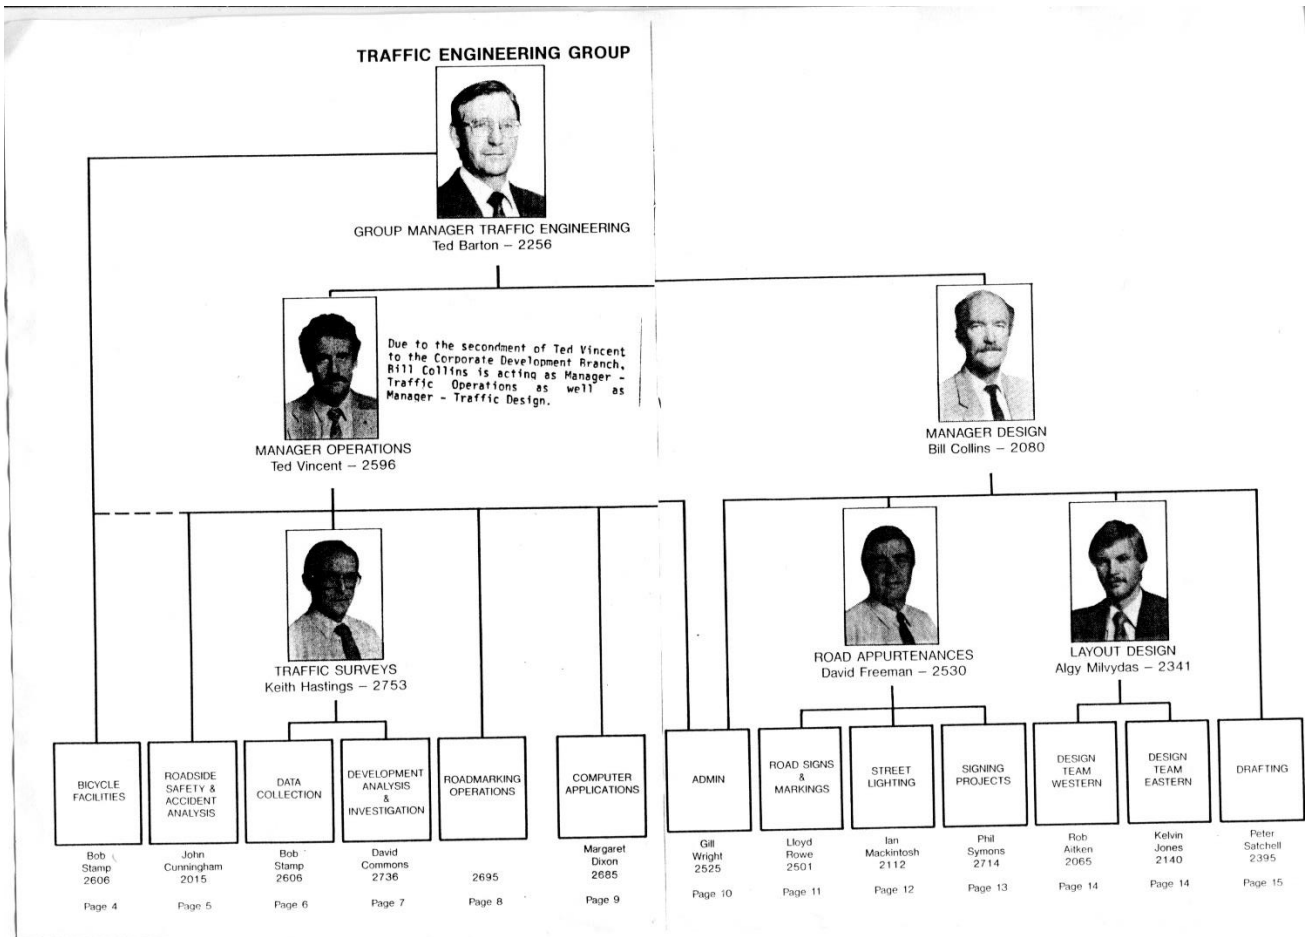 TRAFFIC ENGINEERING GROUP
GROUP MANAGER TRAFFIC ENGINEERING
Ted Barton – 2256
Due to the secondment of Ted Vincent
to the Corporate Development Branch,
Bill Collins is acting as Manager -
Traffic Operations as well as
Manager - Traffic Design.
MANAGER OPERATIONS
Ted Vincent – 2596
MANAGER DESIGN
Bill Collins – 2080
TRAFFIC SURVEYS
Keith Hastings – 2753
ROAD APPURTENANCES
David Freeman – 2530
LAYOUT DESIGN
Algy Milvydas – 2341
BICYCLE
FACILITIES
Bob
Stamp
2606
Page 4
ROADSIDE
SAFETY &
ACCIDENT
ANALYSIS
John
Cunningham
2015
Page 5
DATA
COLLECTION
Bob
Stamp
2606
Page 6
DEVELOPMENT
ANALYSIS
&
INVESTIGATION
David
Commons
2736
Page 7
ROADMARKING
OPERATIONS
2695
Page 8
COMPUTER
APPLICATIONS
Margaret
Dixon
2685
Page 9
ADMIN
Gill
Wright
2525
Page 10
ROAD SIGNS
&
MARKINGS
Lloyd
Rowe
2501
Page 11
STREET
LIGHTING
Ian
Mackintosh
2112
Page 12
SIGNING
PROJECTS
Phil
Symons
2714
Page 13
DESIGN
TEAM
WESTERN
Rob
Aitken
2065
Page 14
DESIGN
TEAM
EASTERN
Kelvin
Jones
2140
Page 14
DRAFTING
Peter
Satchell
2395
Page 15